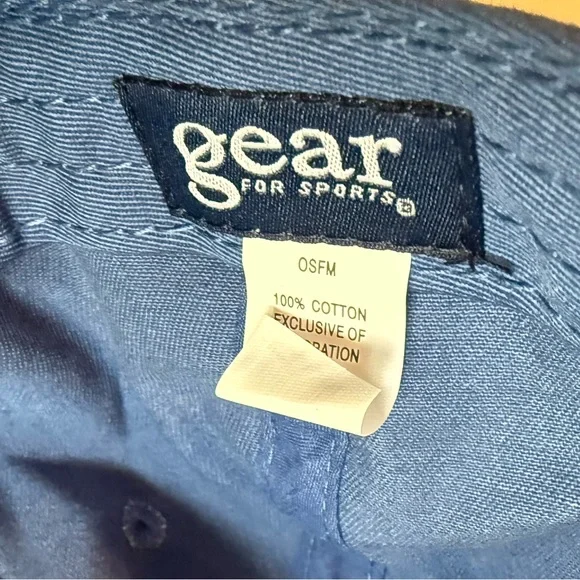 gear
FOR SPORTS®
OSFM
100% COTTON
EXCLUSIVE OF